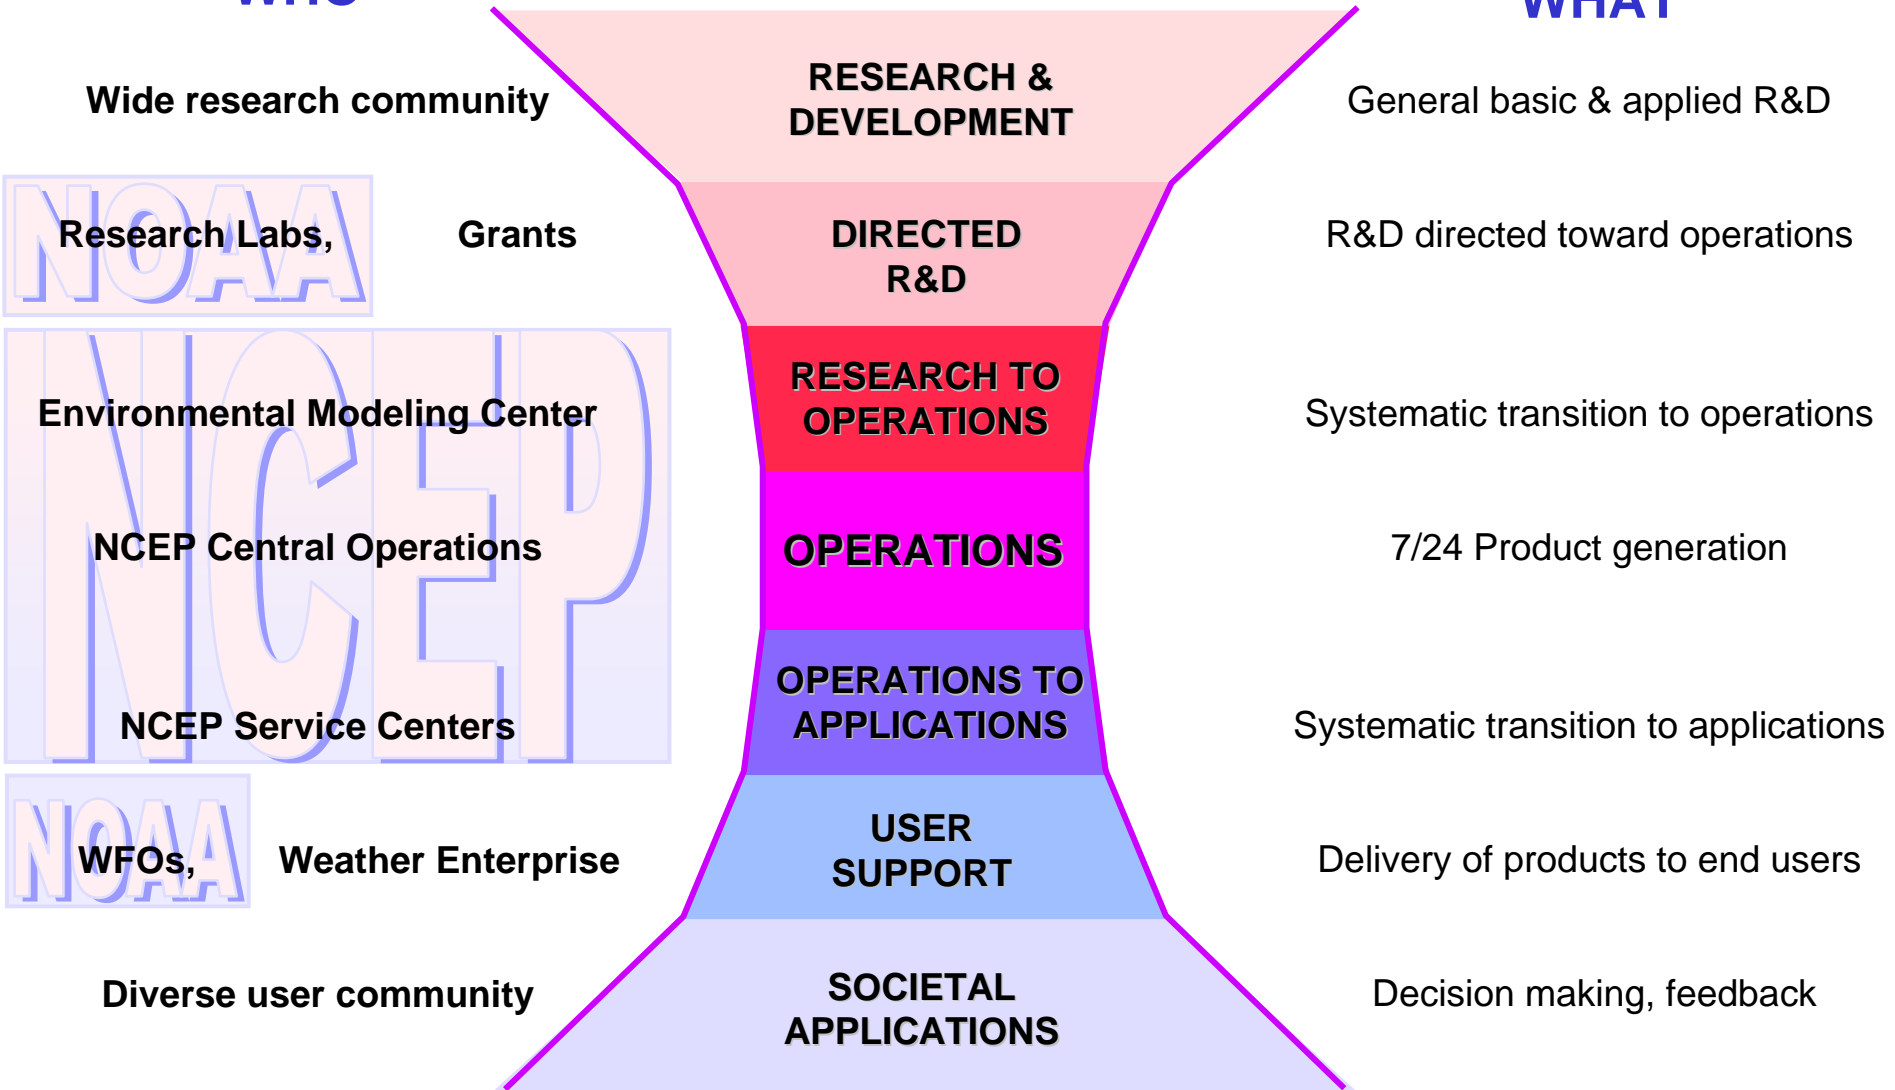 WHO
WHAT
Wide research community
RESEARCH &
DEVELOPMENT
General basic & applied R&D
NOAA
Research Labs,
Grants
DIRECTED
R&D
R&D directed toward operations
NCEP
Environmental Modeling Center
RESEARCH TO
OPERATIONS
Systematic transition to operations
NCEP Central Operations
OPERATIONS
7/24 Product generation
NCEP Service Centers
OPERATIONS TO
APPLICATIONS
Systematic transition to applications
NOAA
WFOs,
Weather Enterprise
USER
SUPPORT
Delivery of products to end users
Diverse user community
SOCIETAL
APPLICATIONS
Decision making, feedback